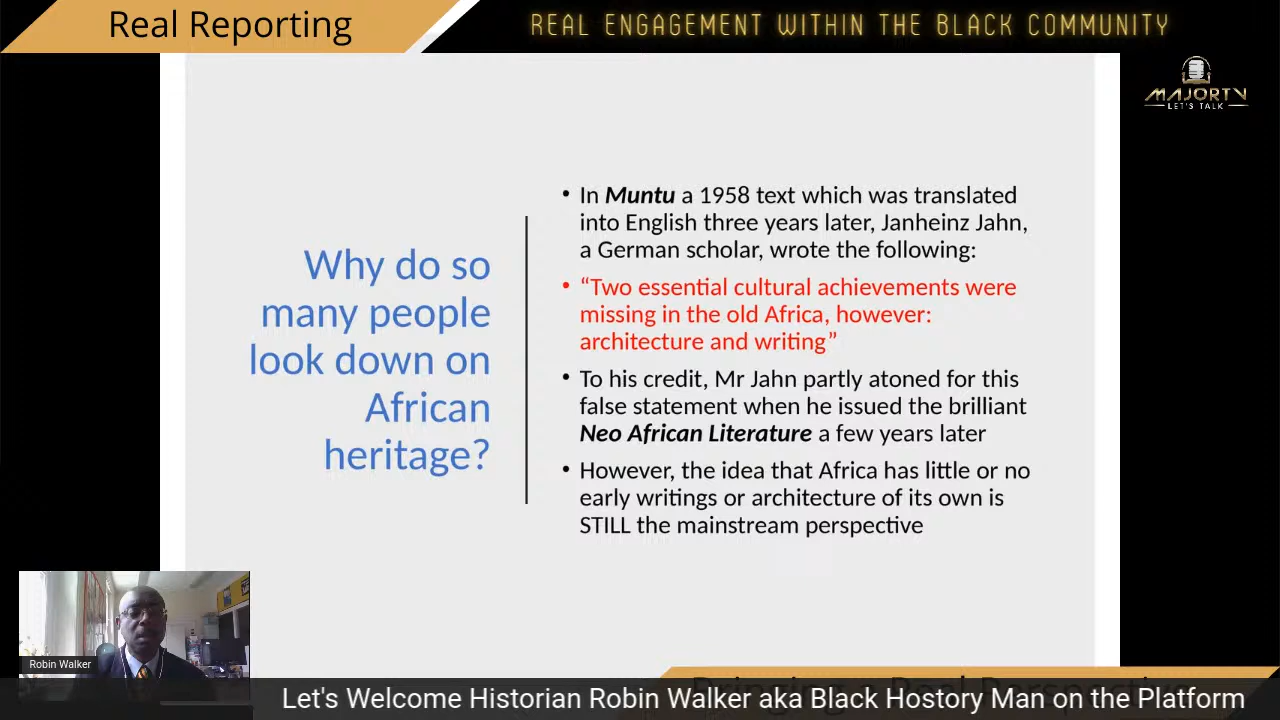 Real Reporting
REAL ENGAGEMENT WITHIN THE BLACK COMMUNITY
MAJORTV
LET'S TALK
Why do so
many people
look down on
African
heritage?
• In Muntu a 1958 text which was translated
into English three years later, Janheinz Jahn,
a German scholar, wrote the following:
• “Two essential cultural achievements were
missing in the old Africa, however:
architecture and writing”
• To his credit, Mr Jahn partly atoned for this
false statement when he issued the brilliant
Neo African Literature a few years later
• However, the idea that Africa has little or no
early writings or architecture of its own is
STILL the mainstream perspective
Robin Walker
Let's Welcome Historian Robin Walker aka Black Hostory Man on the Platform